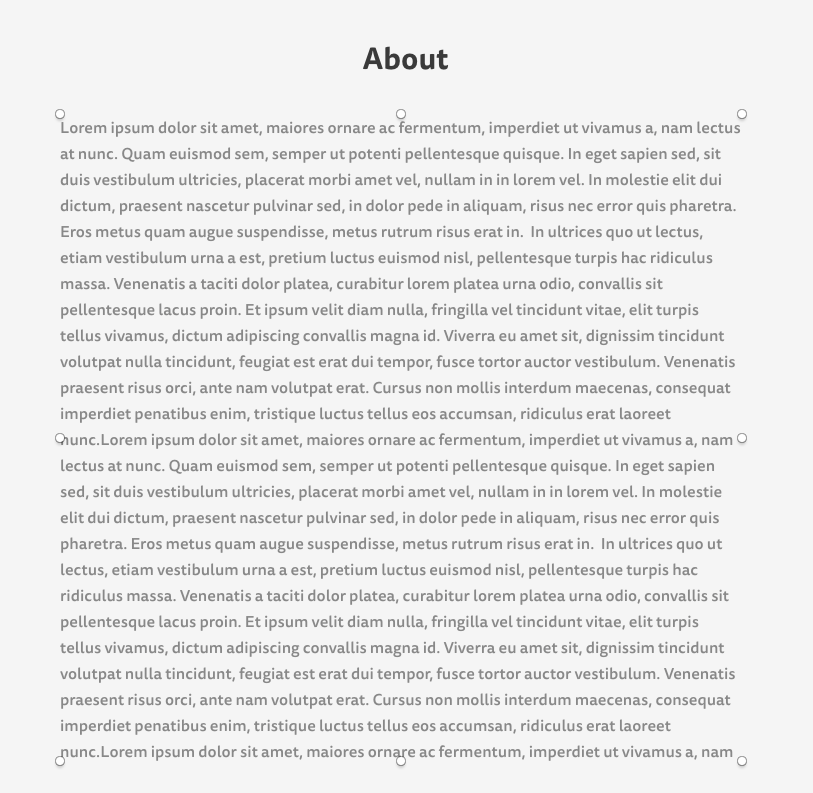 About
Lorem ipsum dolor sit amet, maiores ornare ac fermentum, imperdiet ut vivamus a, nam lectus
at nunc. Quam euismod sem, semper ut potenti pellentesque quisque. In eget sapien sed, sit
duis vestibulum ultricies, placerat morbi amet vel, nullam in in lorem vel. In molestie elit dui
dictum, praesent nascetur pulvinar sed, in dolor pede in aliquam, risus nec error quis pharetra.
Eros metus quam augue suspendisse, metus rutrum risus erat in.  In ultrices quo ut lectus,
etiam vestibulum urna a est, pretium luctus euismod nisl, pellentesque turpis hac ridiculus
massa. Venenatis a taciti dolor platea, curabitur lorem platea urna odio, convallis sit
pellentesque lacus proin. Et ipsum velit diam nulla, fringilla vel tincidunt vitae, elit turpis
tellus vivamus, dictum adipiscing convallis magna id. Viverra eu amet sit, dignissim tincidunt
volutpat nulla tincidunt, feugiat est erat dui tempor, fusce tortor auctor vestibulum. Venenatis
praesent risus orci, ante nam volutpat erat. Cursus non mollis interdum maecenas, consequat
imperdiet penatibus enim, tristique luctus tellus eos accumsan, ridiculus erat laoreet
nunc.Lorem ipsum dolor sit amet, maiores ornare ac fermentum, imperdiet ut vivamus a, nam
lectus at nunc. Quam euismod sem, semper ut potenti pellentesque quisque. In eget sapien
sed, sit duis vestibulum ultricies, placerat morbi amet vel, nullam in in lorem vel. In molestie
elit dui dictum, praesent nascetur pulvinar sed, in dolor pede in aliquam, risus nec error quis
pharetra. Eros metus quam augue suspendisse, metus rutrum risus erat in.  In ultrices quo ut
lectus, etiam vestibulum urna a est, pretium luctus euismod nisl, pellentesque turpis hac
ridiculus massa. Venenatis a taciti dolor platea, curabitur lorem platea urna odio, convallis sit
pellentesque lacus proin. Et ipsum velit diam nulla, fringilla vel tincidunt vitae, elit turpis
tellus vivamus, dictum adipiscing convallis magna id. Viverra eu amet sit, dignissim tincidunt
volutpat nulla tincidunt, feugiat est erat dui tempor, fusce tortor auctor vestibulum. Venenatis
praesent risus orci, ante nam volutpat erat. Cursus non mollis interdum maecenas, consequat
imperdiet penatibus enim, tristique luctus tellus eos accumsan, ridiculus erat laoreet
nunc.Lorem ipsum dolor sit amet, maiores ornare ac fermentum, imperdiet ut vivamus a, nam